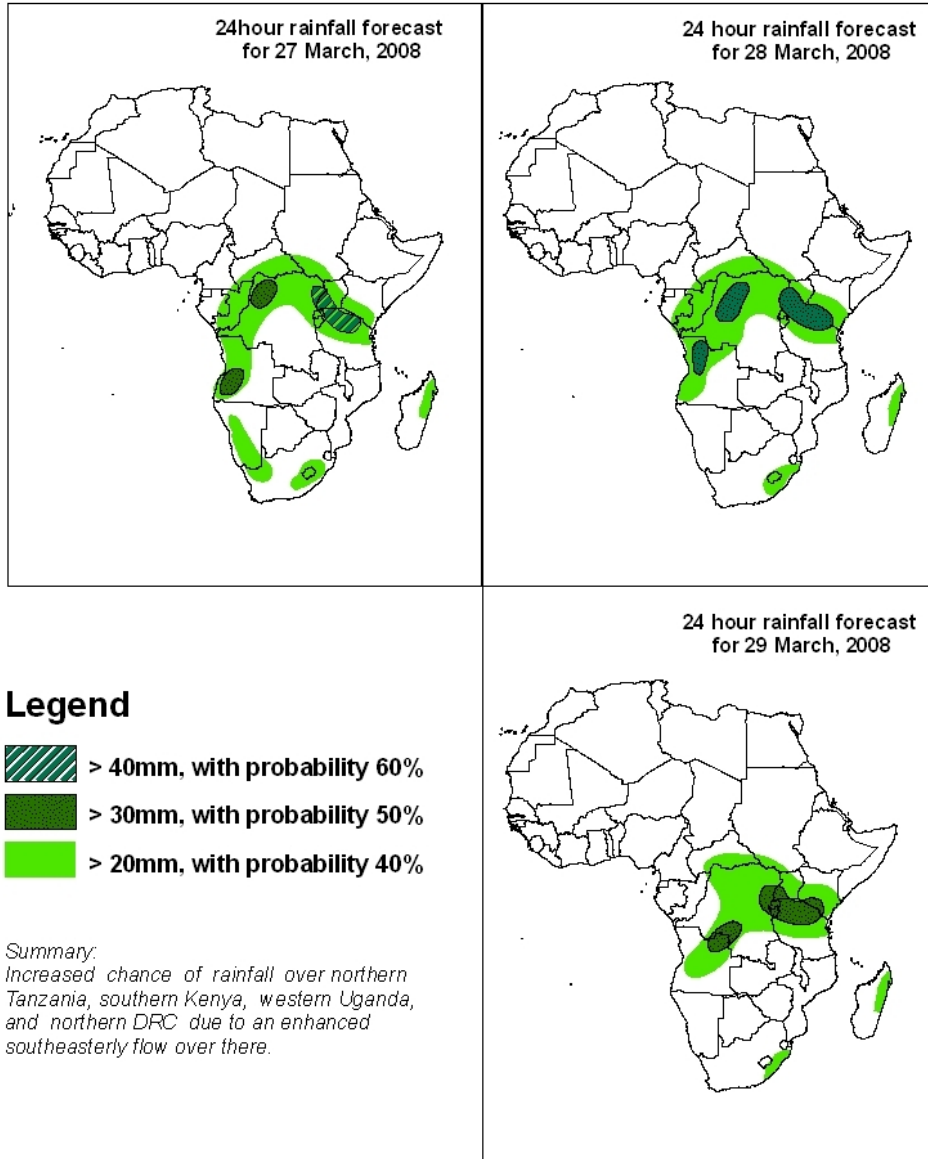 24hour rainfall forecast
for 27 March, 2008
24 hour rainfall forecast
for 28 March, 2008
24 hour rainfall forecast
for 29 March, 2008
Legend
> 40mm, with probability 60%
> 30mm, with probability 50%
> 20mm, with probability 40%
Summary:
Increased chance of rainfall over northern
Tanzania, southern Kenya, western Uganda,
and northern DRC due to an enhanced
southeasterly flow over there.